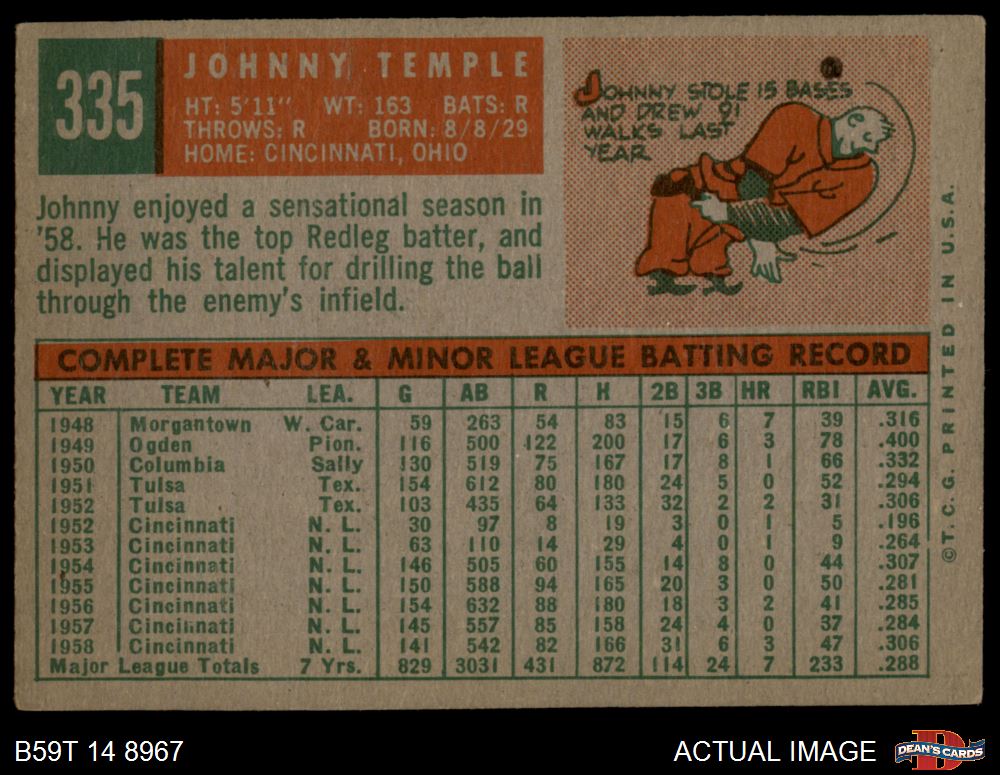 335
JOHNNY TEMPLE
HT: 5'11" WT: 163 BATS: R
THROWS: R BORN: 8/8/29
HOME: CINCINNATI, OHIO
JOHNNY STOLE 15 BASES
AND DREW 91
WALKS LAST
YEAR
Johnny enjoyed a sensational season in
'58. He was the top Redleg batter, and
displayed his talent for drilling the ball
through the enemy's infield.
COMPLETE MAJOR & MINOR LEAGUE BATTING RECORD
YEAR TEAM LEA. G AB R H 2B 3B HR RBI AVG.
1948 Morgantown W. Car. 59 263 54 83 15 6 7 39 .316
1949 Ogden Pion. 116 500 122 200 17 6 3 78 .400
1950 Columbia Sally 130 519 75 167 17 8 1 66 .332
1951 Tulsa Tex. 154 612 80 180 24 5 0 52 .294
1952 Tulsa Tex. 103 435 64 133 32 2 2 31 .306
1952 Cincinnati N. L. 30 97 8 19 3 0 1 5 .196
1953 Cincinnati N. L. 63 110 14 29 4 0 1 9 .264
1954 Cincinnati N. L. 146 505 60 155 14 8 0 44 .307
1955 Cincinnati N. L. 150 588 94 165 20 3 0 50 .281
1956 Cincinnati N. L. 154 632 88 180 18 3 2 41 .285
1957 Cincinnati N. L. 145 557 85 158 24 4 0 37 .284
1958 Cincinnati N. L. 141 542 82 166 31 6 3 47 .306
Major League Totals 7 Yrs. 829 3031 431 872 114 24 7 233 .288
©T.C.G. PRINTED IN U.S.A.
B59T 14 8967
ACTUAL IMAGE
DEAN'S CARDS